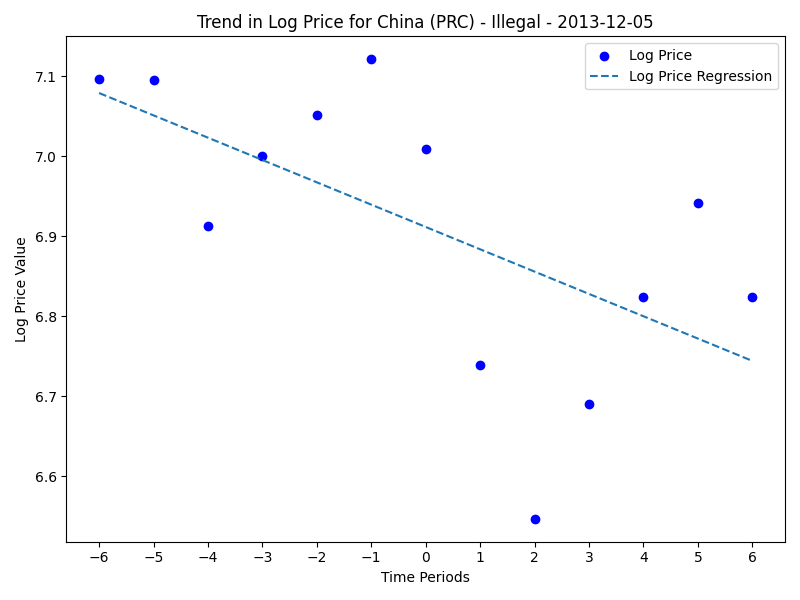 Trend in Log Price for China (PRC) - Illegal - 2013-12-05
Log Price
Log Price Regression
7.1
7.0
6.9
6.8
6.7
6.6
Log Price Value
−6 −5 −4 −3 −2 −1 0 1 2 3 4 5 6
Time Periods